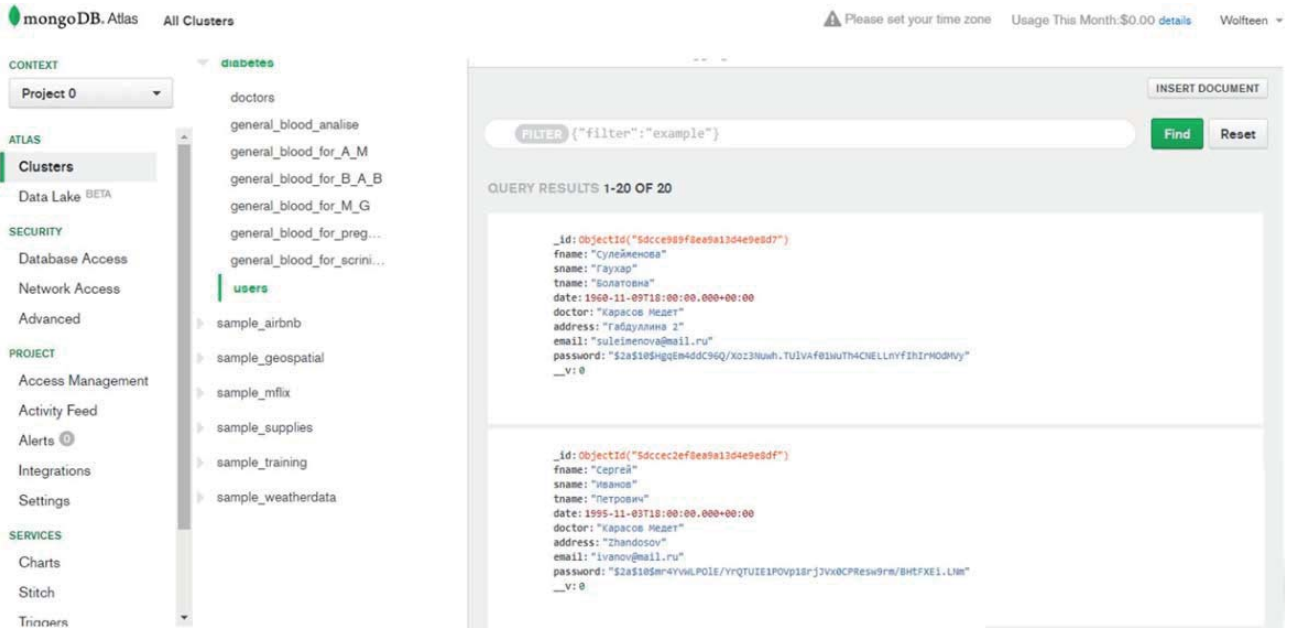 mongoDB. Atlas All Clusters Please set your time zone Usage This Month:$0.00 details Wolfteen
CONTEXT
Project 0
ATLAS
Clusters
Data Lake BETA
SECURITY
Database Access
Network Access
Advanced
PROJECT
Access Management
Activity Feed
Alerts 0
Integrations
Settings
SERVICES
Charts
Stitch
Triggers
diabetes
doctors
general_blood_analise
general_blood_for_A_M
general_blood_for_B_A_B
general_blood_for_M_G
general_blood_for_preg...
general_blood_for_scrini...
users
sample_airbnb
sample_geospatial
sample_mflix
sample_supplies
sample_training
sample_weatherdata
INSERT DOCUMENT
FILTER {"filter":"example"}
Find Reset
QUERY RESULTS 1-20 OF 20
_id:ObjectId("5dcce989f8ea9a13d4e9e8d7")
fname:"Сулейменова"
sname:"Гаухар"
tname:"Болатовна"
date:1960-11-09T18:00:00.000+00:00
doctor:"Карасов Медет"
address:"Габдуллина 2"
email:"suleimenova@mail.ru"
password:
__v:0
_id:ObjectId("5dccec2ef8ea9a13d4e9e8df")
fname:"Сергей"
sname:"Иванов"
tname:"Петрович"
date:1995-11-03T18:00:00.000+00:00
doctor:"Карасов Медет"
address:"Zhandosov"
email:"ivanov@mail.ru"
password:
__v:0